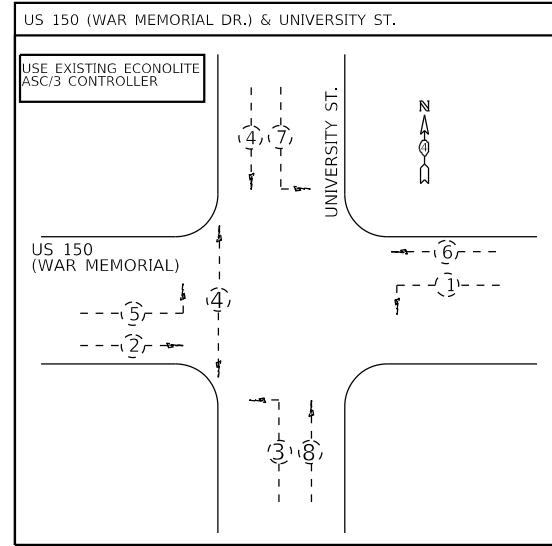 US 150 (WAR MEMORIAL DR.) & UNIVERSITY ST.
USE EXISTING ECONOLITE
ASC/3 CONTROLLER
UNIVERSITY ST.
N
4
4
7
US 150
(WAR MEMORIAL)
6
1
5
4
2
3
8